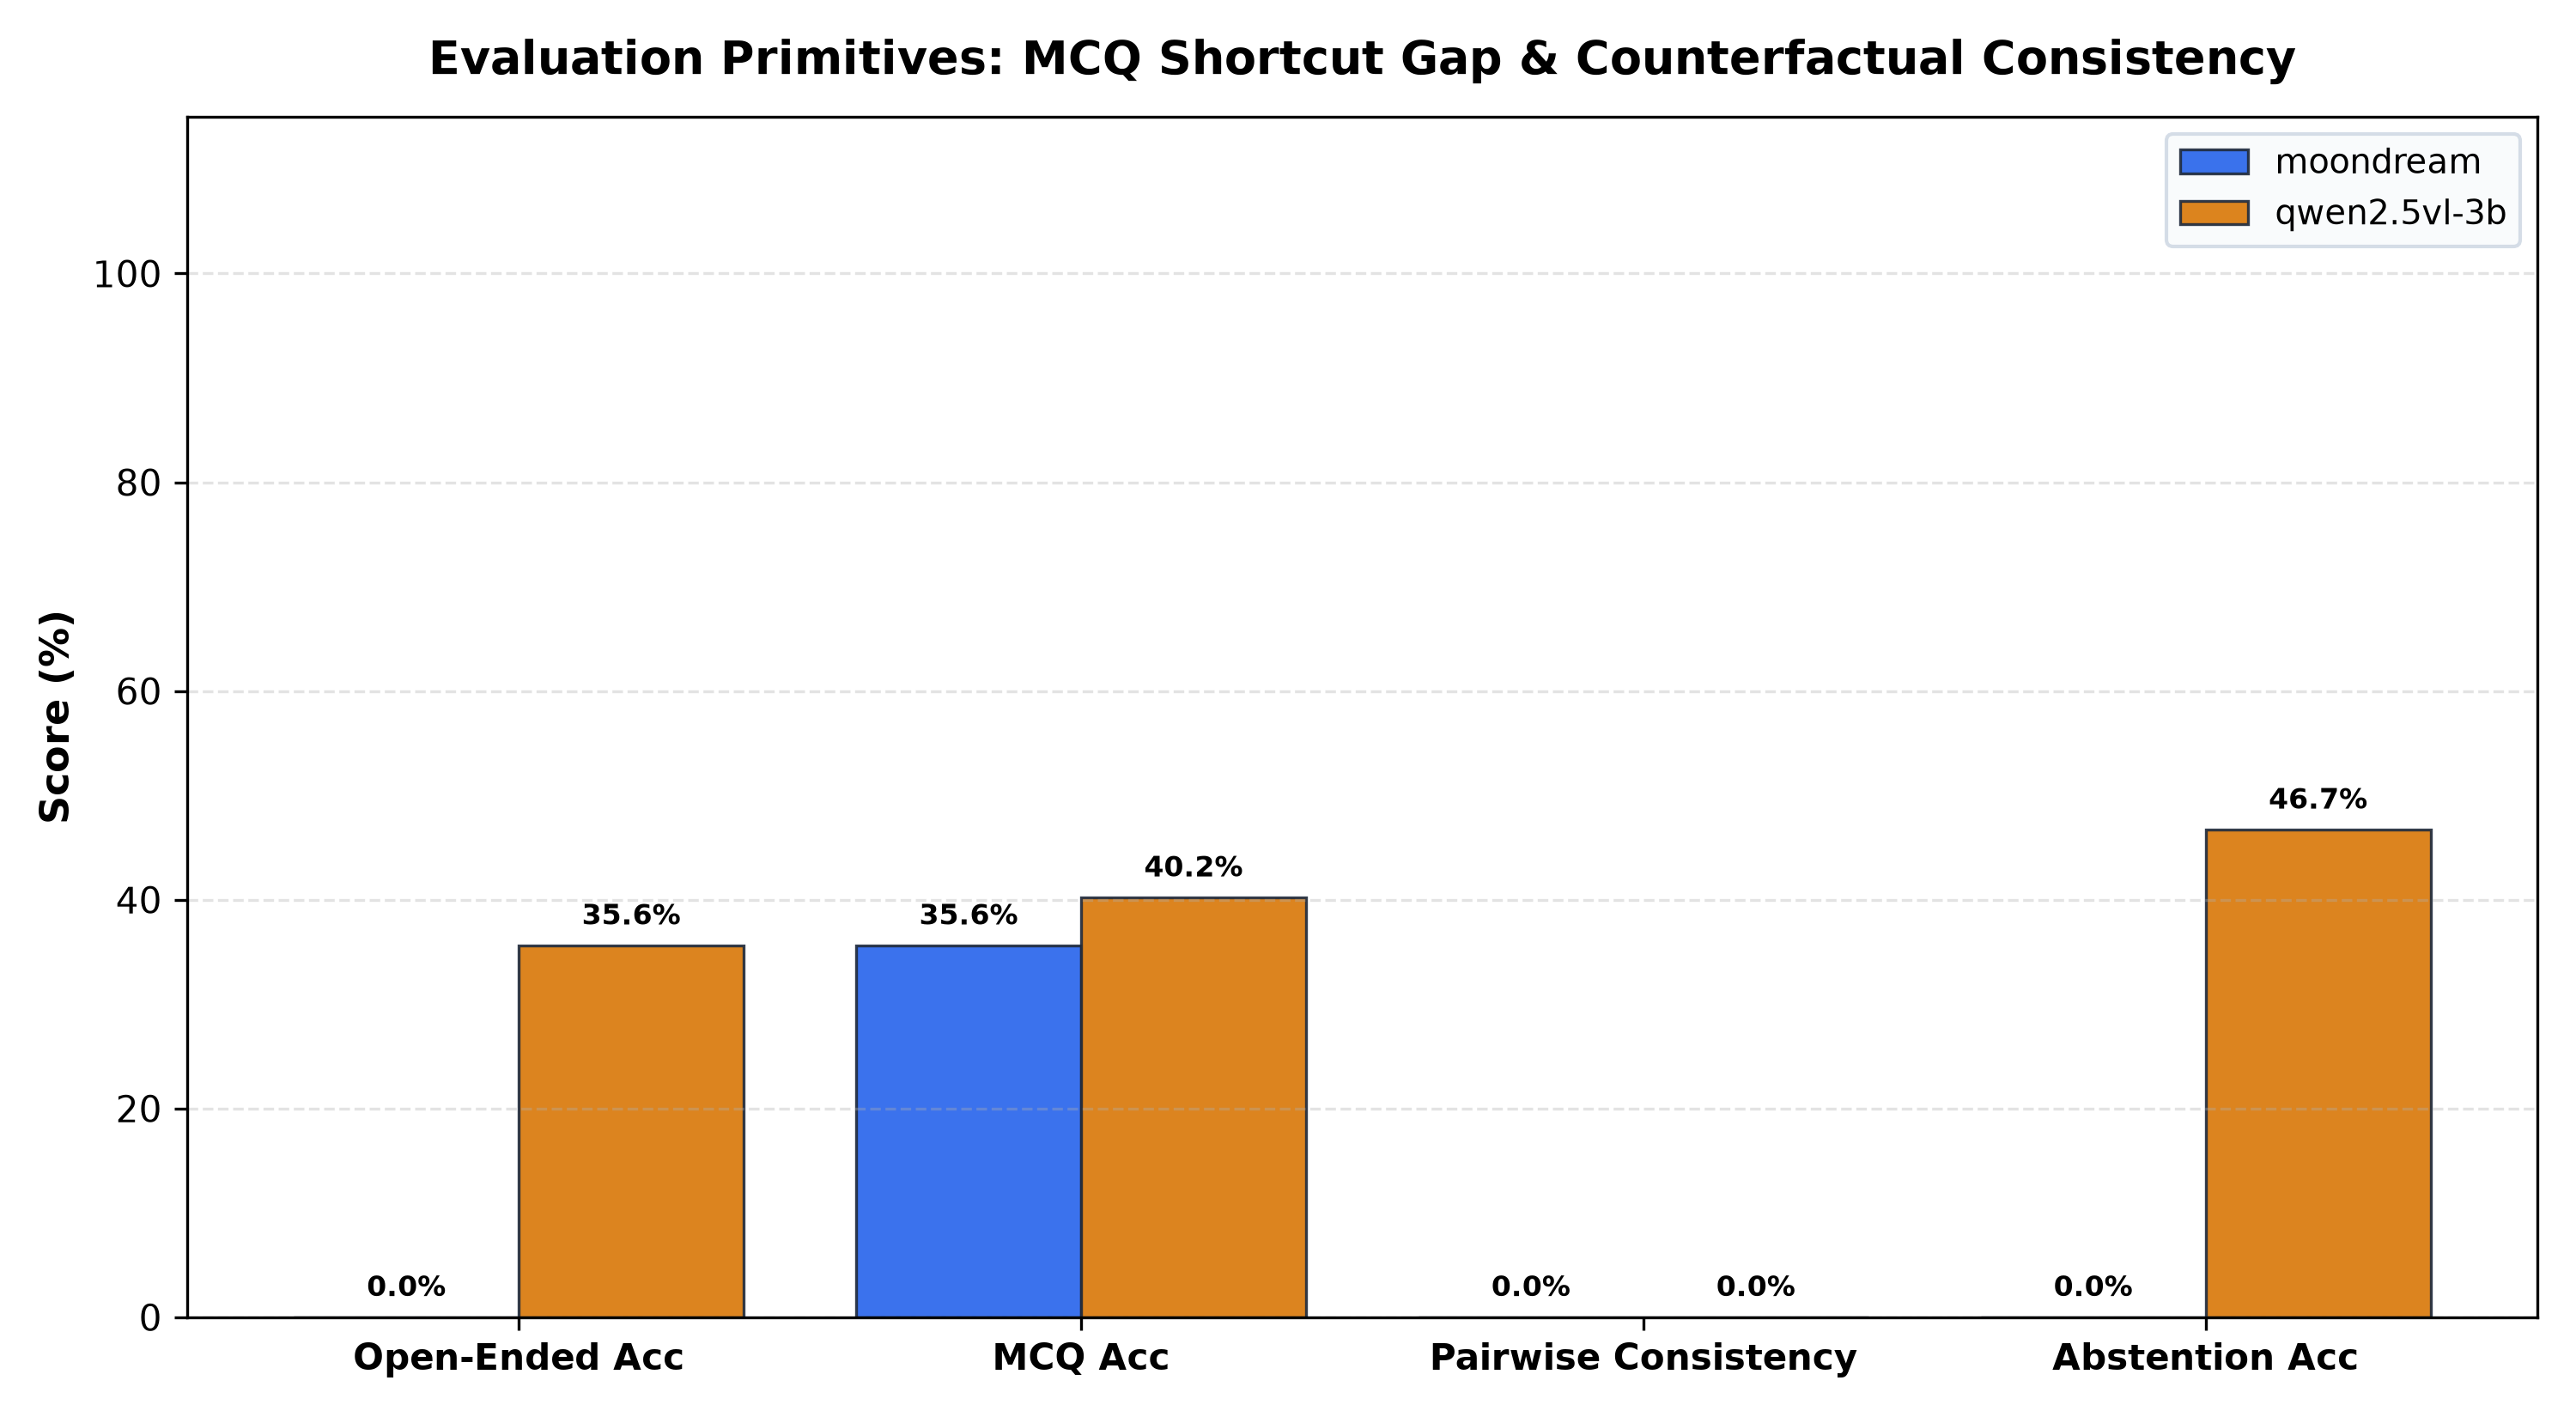 Evaluation Primitives: MCQ Shortcut Gap & Counterfactual Consistency
moondream
qwen2.5vl-3b
Score (%)
100
80
60
40
20
0
0.0%
35.6%
35.6%
40.2%
0.0%
0.0%
0.0%
46.7%
Open-Ended Acc
MCQ Acc
Pairwise Consistency
Abstention Acc